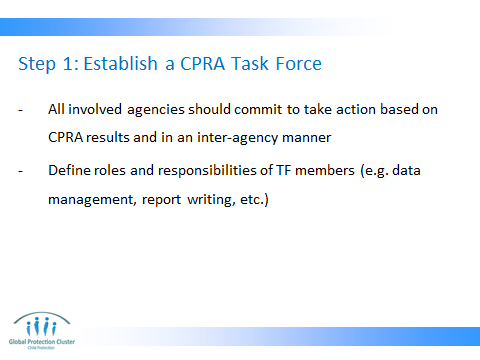 Step 1: Establish a CPRA Task Force
- All involved agencies should commit to take action based on
CPRA results and in an inter-agency manner
- Define roles and responsibilities of TF members (e.g. data
management, report writing, etc.)
Global Protection Cluster
Child Protection